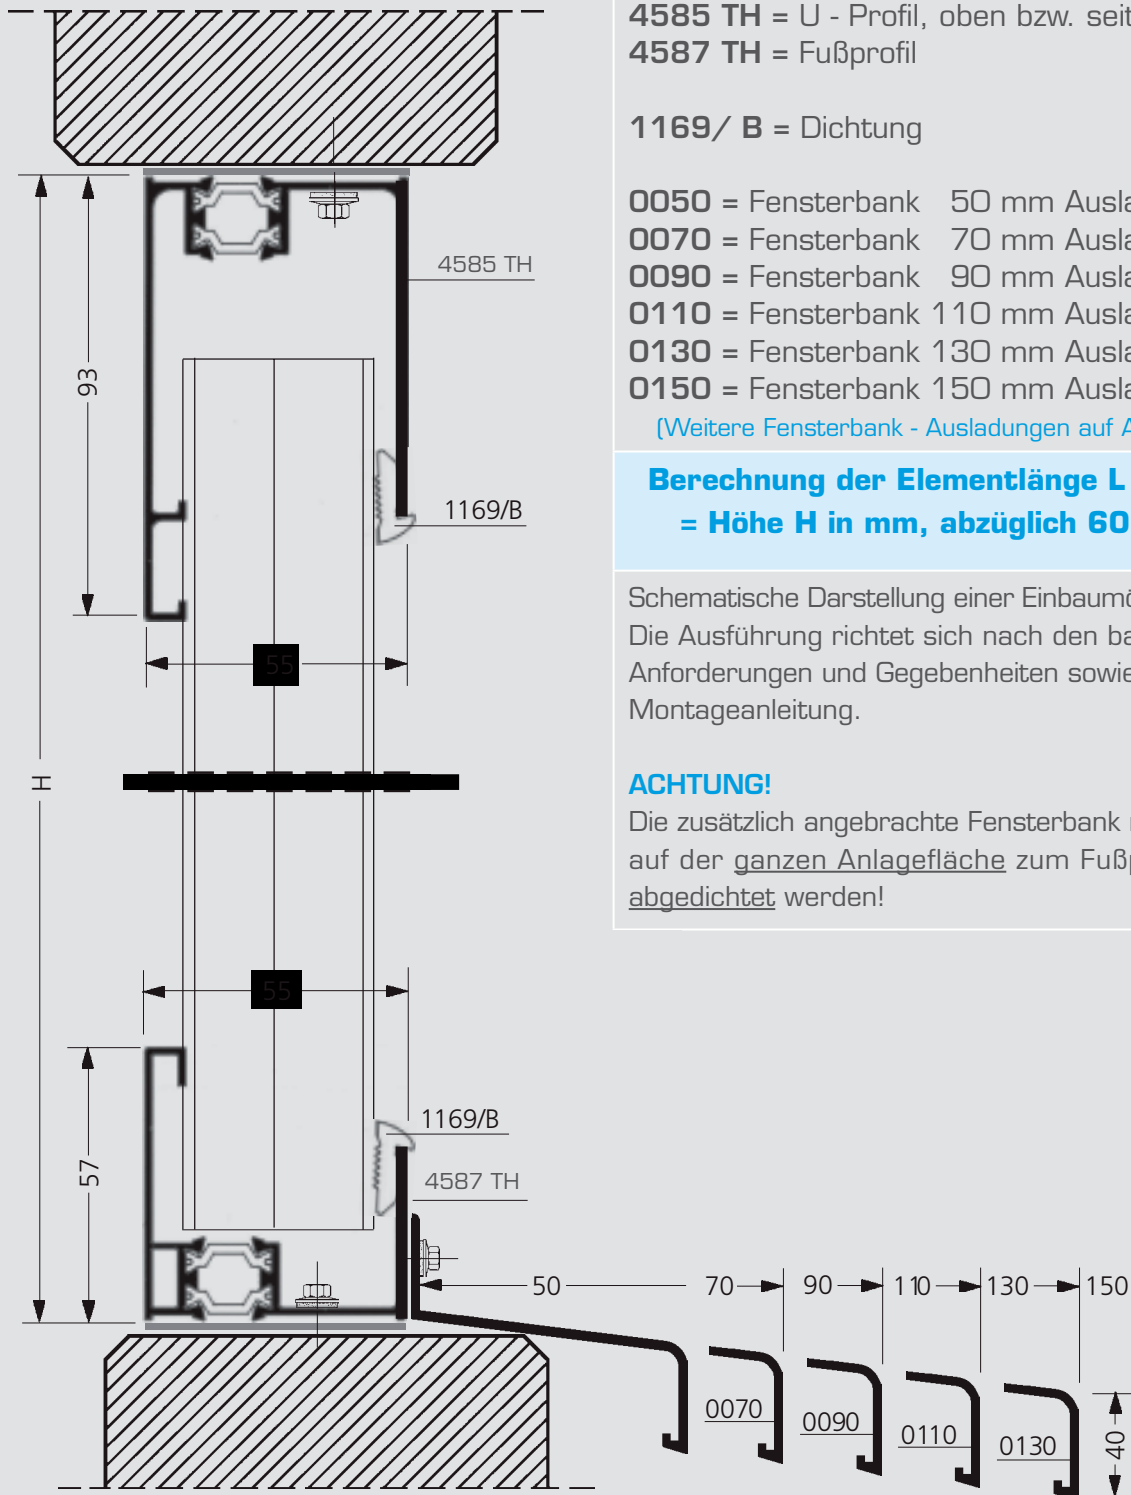 4585 TH = U - Profil, oben bzw. seit
4587 TH = Fußprofil
1169/ B = Dichtung
0050 = Fensterbank 50 mm Ausla
0070 = Fensterbank 70 mm Ausla
0090 = Fensterbank 90 mm Ausla
0110 = Fensterbank 110 mm Ausla
0130 = Fensterbank 130 mm Ausla
0150 = Fensterbank 150 mm Ausla
(Weitere Fensterbank - Ausladungen auf A
Berechnung der Elementlänge L
= Höhe H in mm, abzüglich 60
Schematische Darstellung einer Einbaumö
Die Ausführung richtet sich nach den ba
Anforderungen und Gegebenheiten sowie
Montageanleitung.
ACHTUNG!
Die zusätzlich angebrachte Fensterbank
auf der ganzen Anlagefläche zum Fußp
abgedichtet werden!
4585 TH
93
1169/B
55
H
55
1169/B
57
4587 TH
50 70 90 110 130 150
0070
0090
0110
0130
40